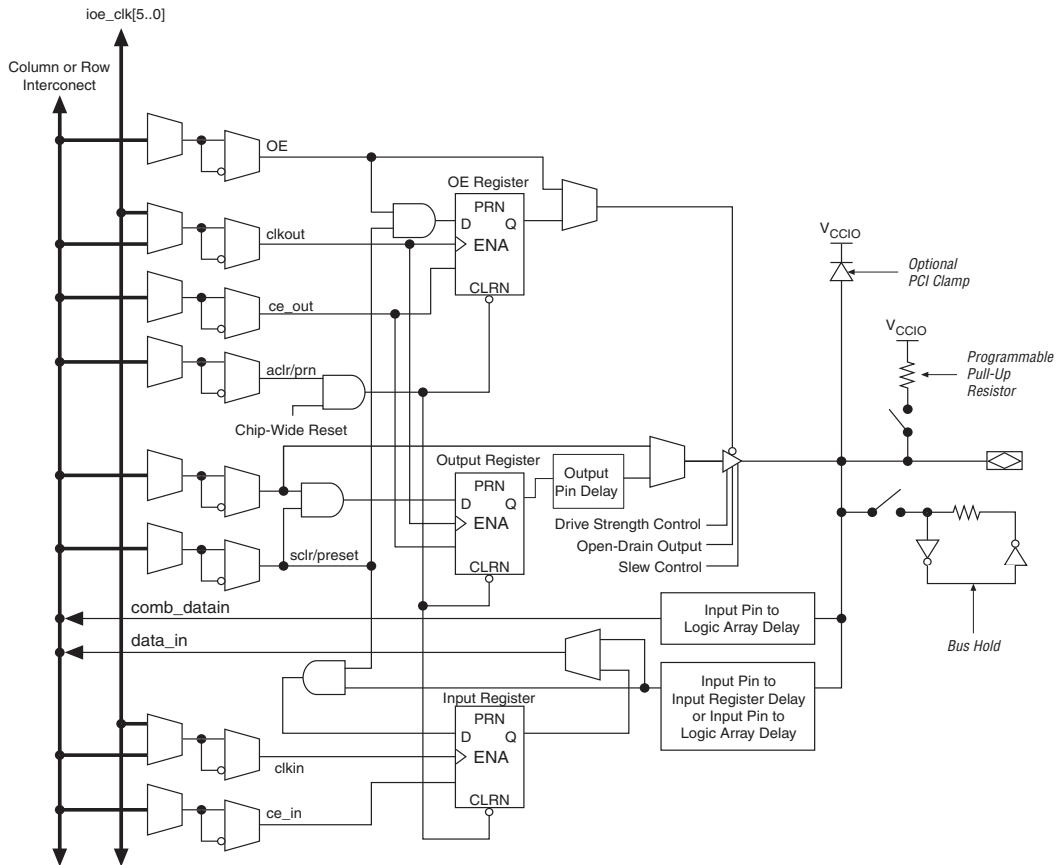 ioe_clk[5..0]
Column or Row
Interconect
OE
OE Register
PRN
D
Q
clkout
ENA
VCCIO
Optional
PCI Clamp
CLRN
ce_out
VCCIO
Programmable
Pull-Up
Resistor
aclr/prn
Chip-Wide Reset
Output Register
PRN
Output
Pin Delay
D
Q
ENA
Drive Strength Control
Open-Drain Output
sclr/preset
Slew Control
CLRN
comb_datain
Input Pin to
Logic Array Delay
data_in
Bus Hold
Input Pin to
Input Register Delay
or Input Pin to
Logic Array Delay
Input Register
PRN
D
Q
ENA
clkin
CLRN
ce_in